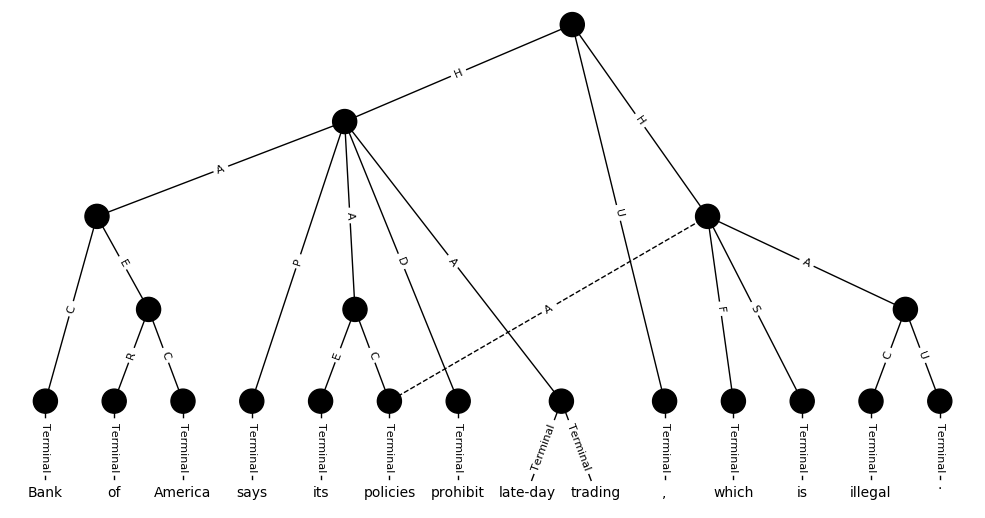 H
A
H
A
P
A
D
A
U
A
F
S
A
C
E
R
C
E
C
C
U
Terminal Terminal Terminal Terminal Terminal Terminal Terminal Terminal Terminal Terminal Terminal Terminal Terminal Terminal
Bank of America says its policies prohibit late-day trading , which is illegal .